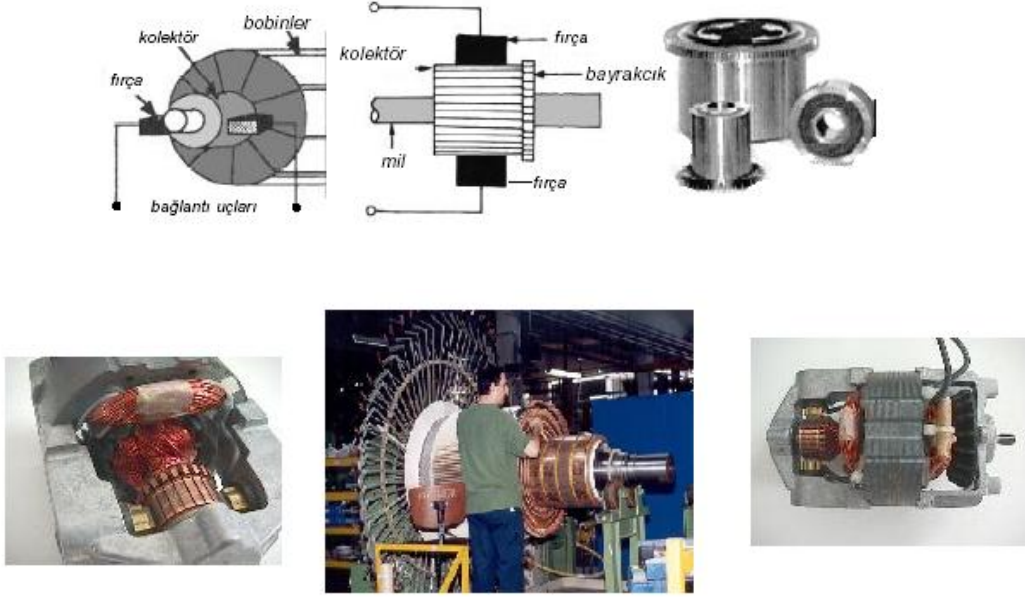 bobinler
kolektör
fırça
bağlantı uçları
fırça
kolektör
bayrakcık
mil
fırça